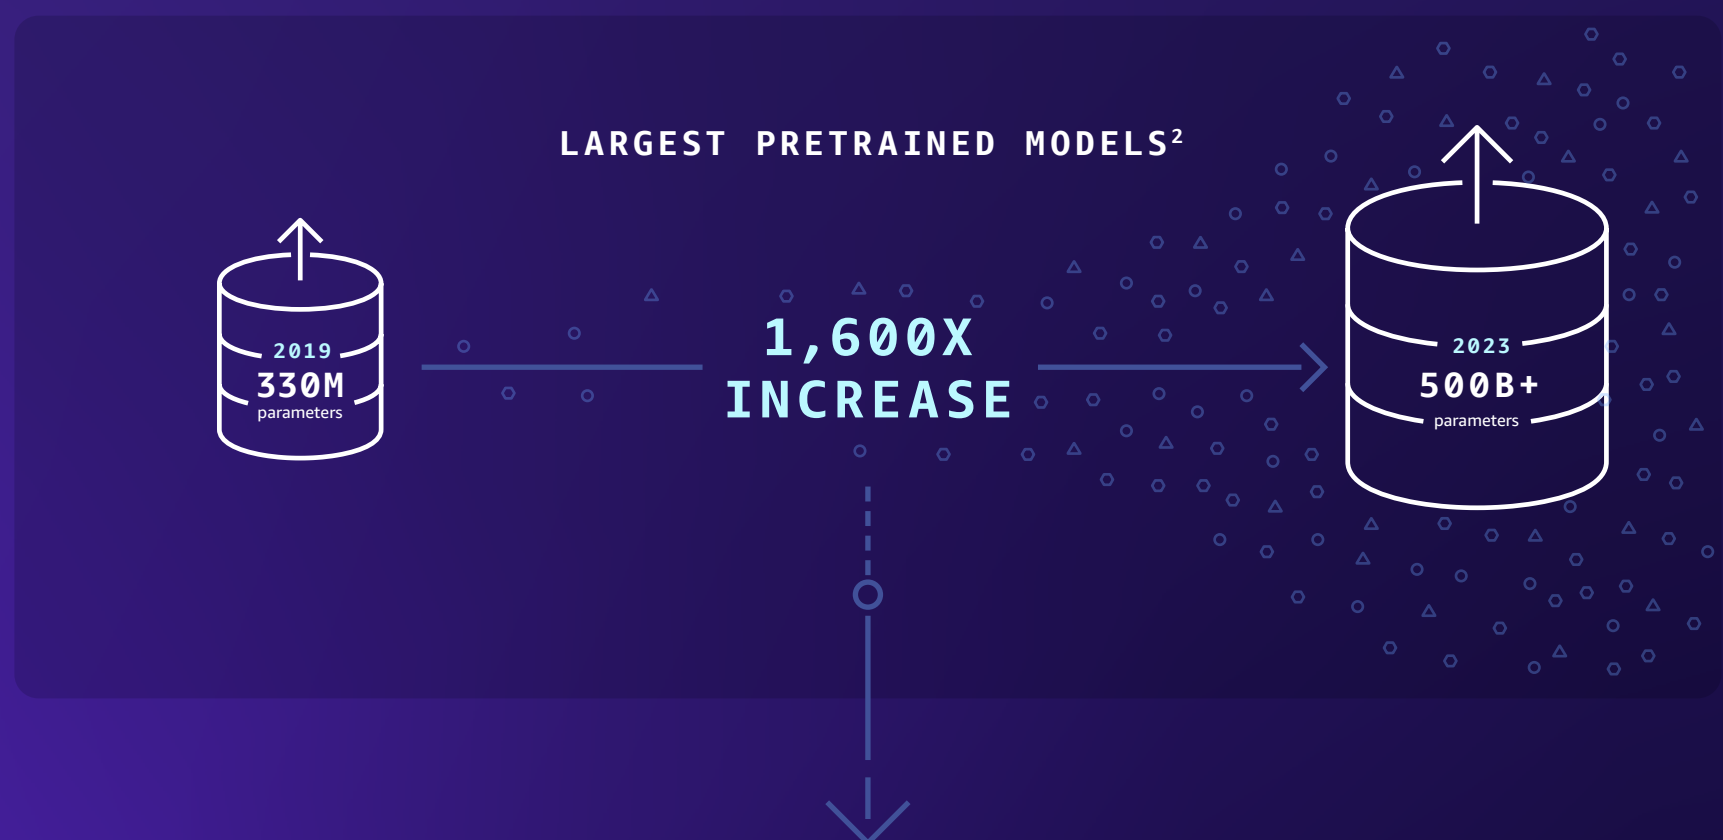 LARGEST PRETRAINED MODELS²
2019
330M
parameters
1,600X
INCREASE
2023
500B+
parameters